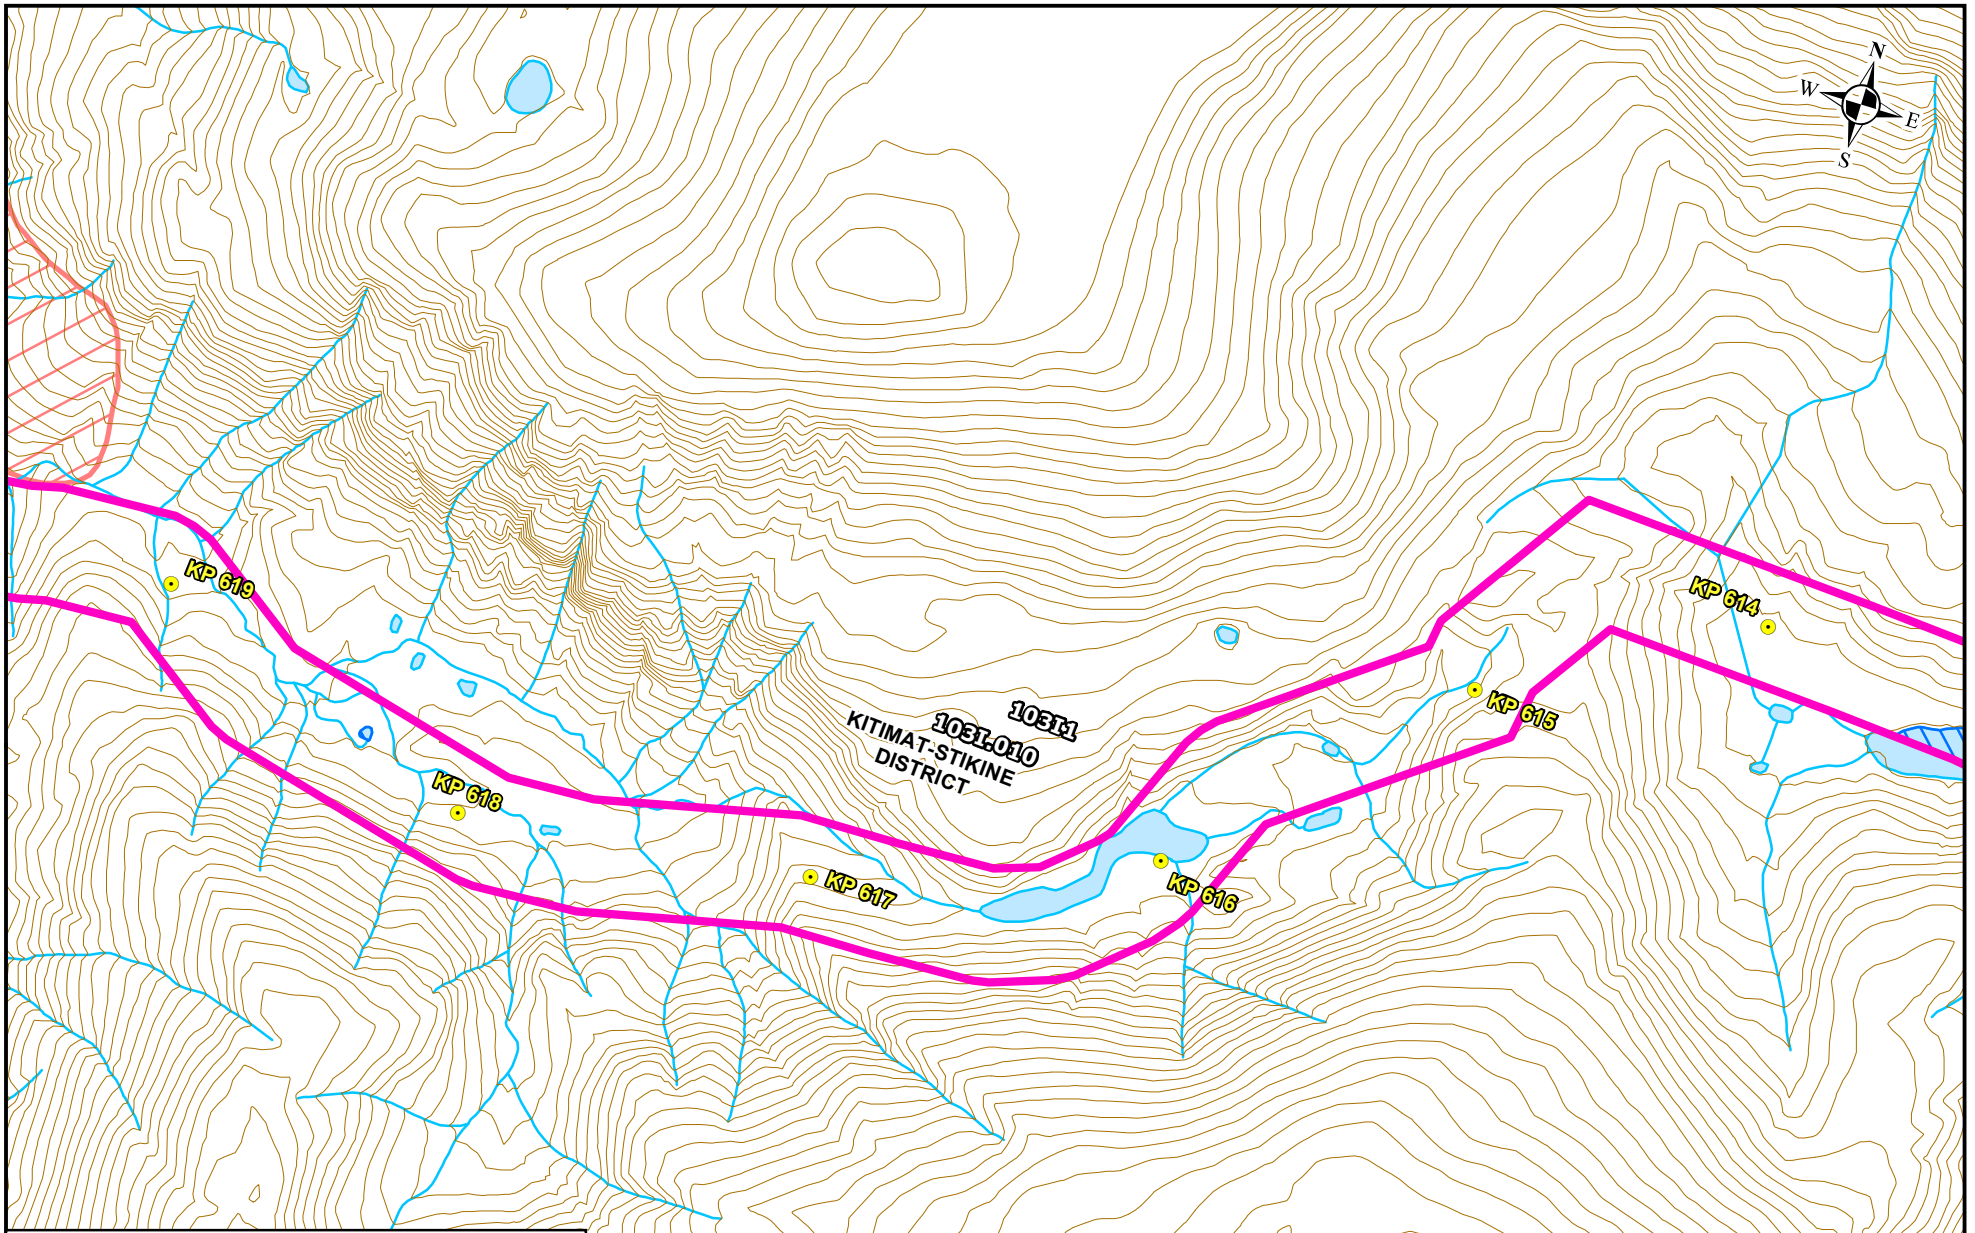 N
W
E
S
KP 619
KP 614
KP 615
103I1
103I.010
KITIMAT-STIKINE
DISTRICT
KP 618
KP 617
KP 616